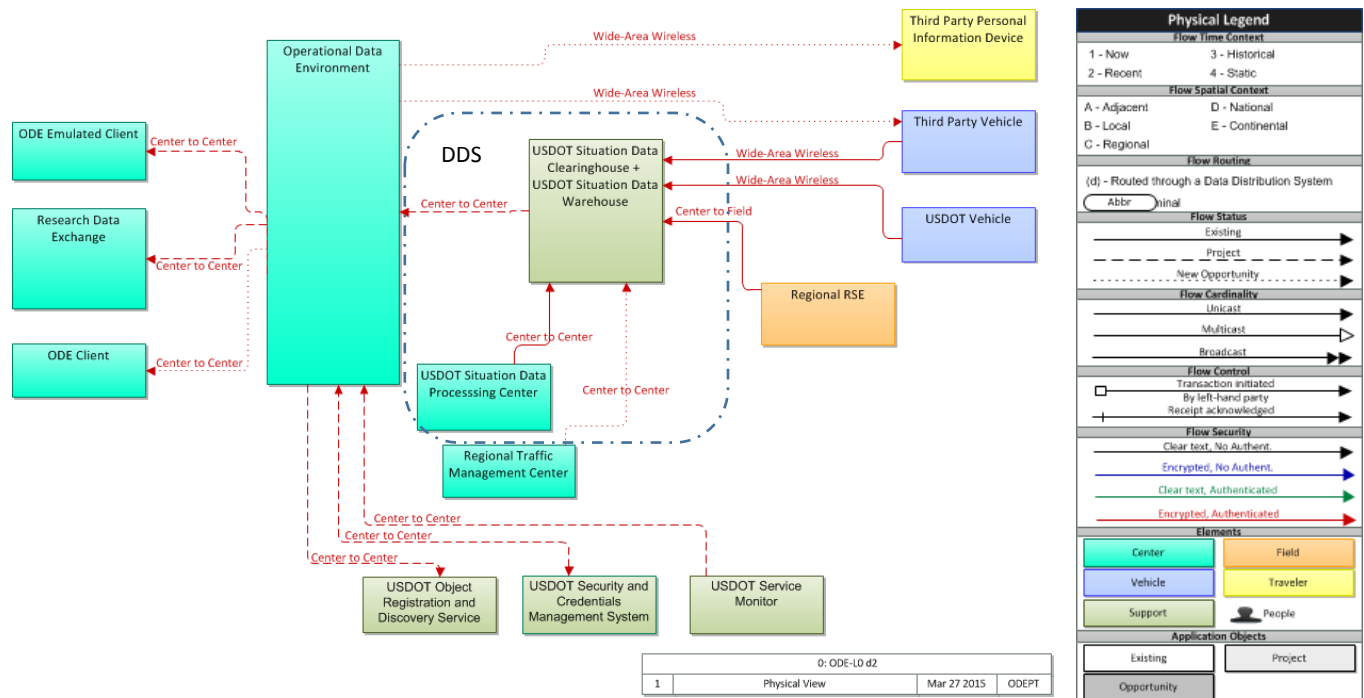 Operational Data
Environment
Wide-Area Wireless
Third Party Personal
Information Device
Wide-Area Wireless
Third Party Vehicle
ODE Emulated Client
Center to Center
DDS
USDOT Situation Data
Clearinghouse +
USDOT Situation Data
Warehouse
Wide-Area Wireless
Wide-Area Wireless
USDOT Vehicle
Center to Center
Center to Field
Research Data
Exchange
Center to Center
Regional RSE
ODE Client
Center to Center
Center to Center
USDOT Situation Data
Processsing Center
Center to Center
Regional Traffic
Management Center
Center to Center
Center to Center
Center to Center
USDOT Object
Registration and
Discovery Service
USDOT Security and
Credentials
Management System
USDOT Service
Monitor
0: ODE-L0 d2
1 Physical View Mar 27 2015 ODEPT
Physical Legend
Flow Time Context
1 - Now 3 - Historical
2 - Recent 4 - Static
Flow Spatial Context
A - Adjacent D - National
B - Local E - Continental
C - Regional
Flow Routing
(d) - Routed through a Data Distribution System
Abbr minal
Flow Status
Existing
Project
New Opportunity
Flow Cardinality
Unicast
Multicast
Broadcast
Flow Control
Transaction initiated
By left-hand party
Receipt acknowledged
Flow Security
Clear text, No Authent.
Encrypted, No Authent.
Clear text, Authenticated
Encrypted, Authenticated
Elements
Center Field
Vehicle Traveler
Support People
Application Objects
Existing Project
Opportunity